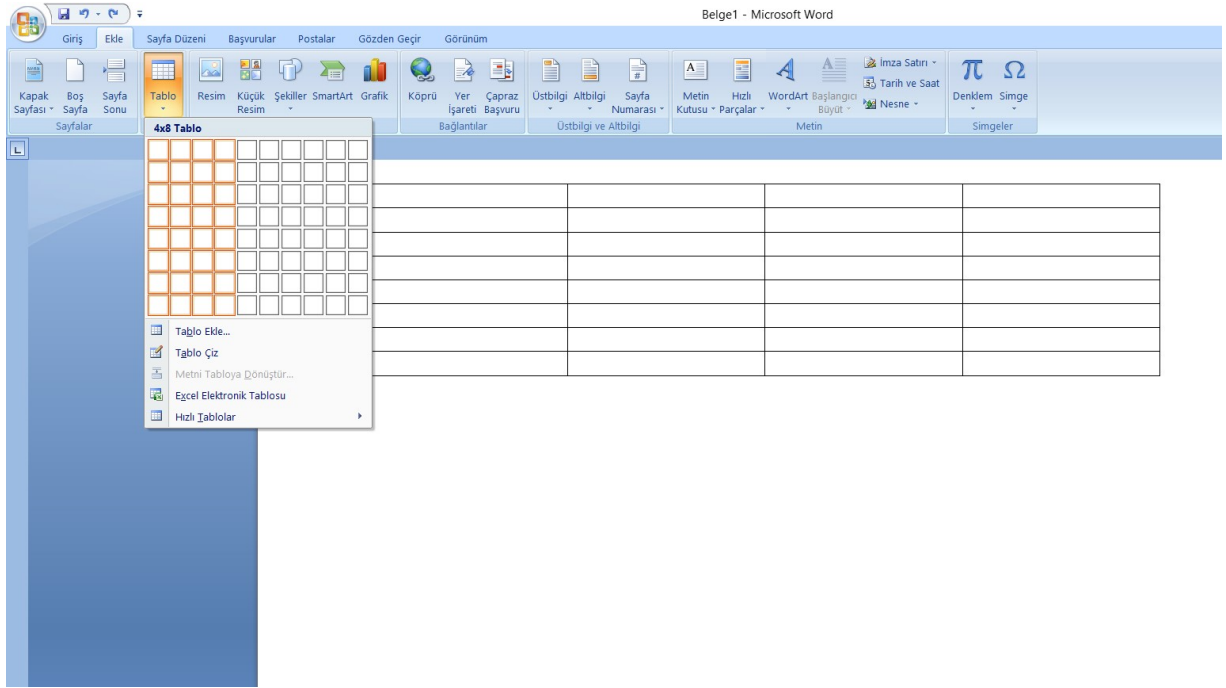 Belge1 - Microsoft Word
Giriş Ekle Sayfa Düzeni Başvurular Postalar Gözden Geçir Görünüm
Kapak Sayfası
Boş Sayfa
Sayfa Sonu
Sayfalar
Tablo
Resim
Küçük Resim
Şekiller
SmartArt
Grafik
Köprü
Yer İşareti
Çapraz Başvuru
Bağlantılar
Üstbilgi
Altbilgi
Sayfa Numarası
Üstbilgi ve Altbilgi
Metin Kutusu
Hızlı Parçalar
WordArt
Başlangıcı Büyüt
İmza Satırı
Tarih ve Saat
Nesne
Metin
Denklem
Simge
Simgeler
4x8 Tablo
Tablo Ekle...
Tablo Çiz
Metni Tabloya Dönüştür...
Excel Elektronik Tablosu
Hızlı Tablolar